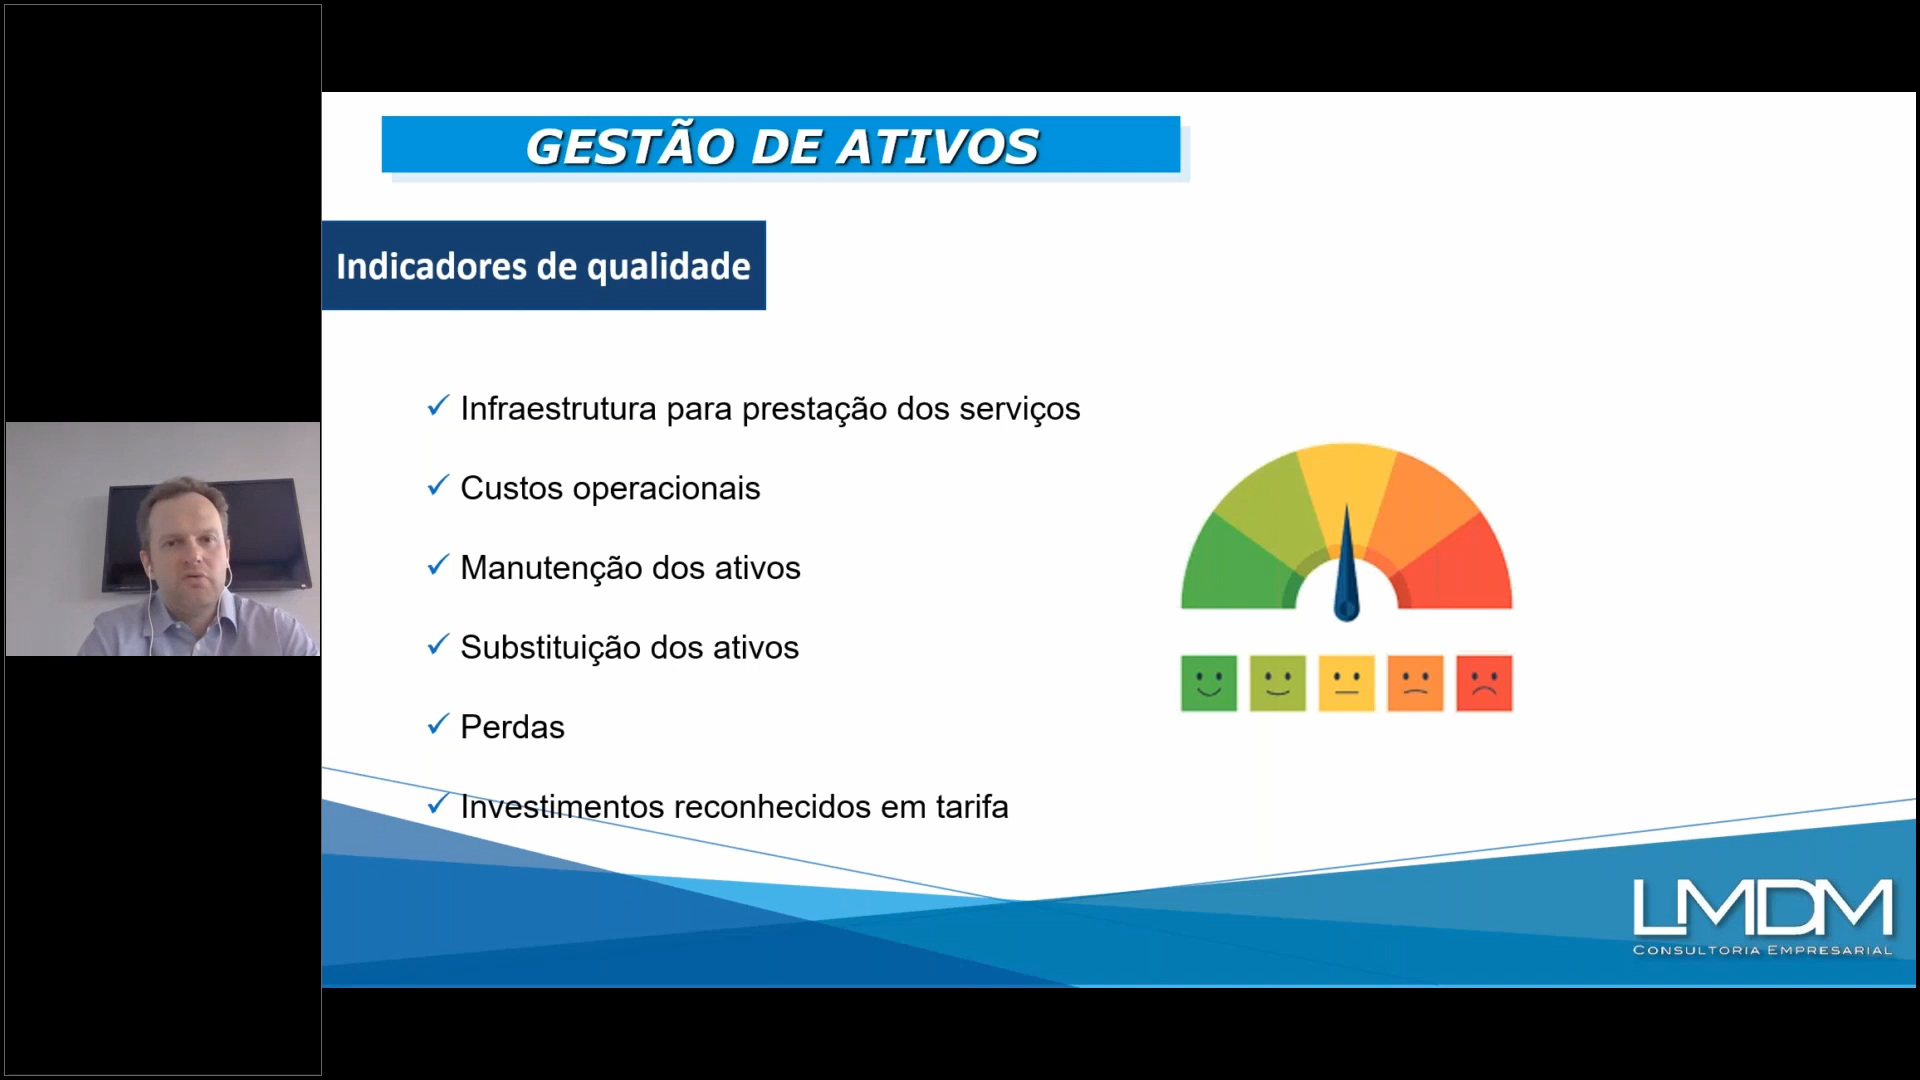 GESTÃO DE ATIVOS
Indicadores de qualidade
Infraestrutura para prestação dos serviços
Custos operacionais
Manutenção dos ativos
Substituição dos ativos
Perdas
Investimentos reconhecidos em tarifa
LMDM
CONSULTORIA EMPRESARIAL